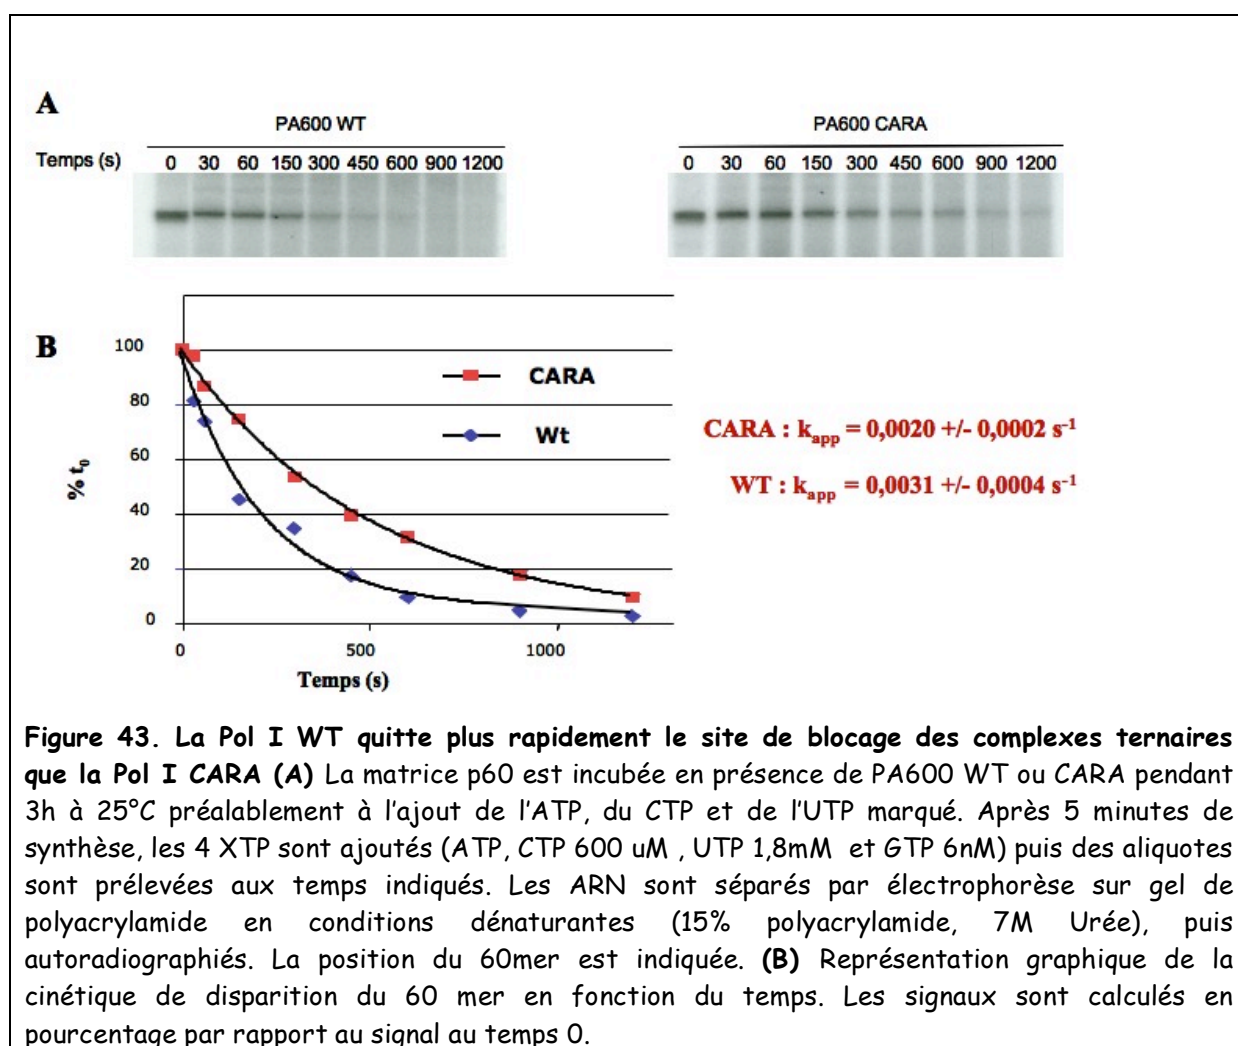 A
PA600 WT
PA600 CARA
Temps (s) 0 30 60 150 300 450 600 900 1200
0 30 60 150 300 450 600 900 1200
B
100
80
60
40
20
0
% t0
CARA
Wt
0 500 1000
Temps (s)
CARA : kapp = 0,0020 +/- 0,0002 s-1
WT : kapp = 0,0031 +/- 0,0004 s-1
Figure 43. La Pol I WT quitte plus rapidement le site de blocage des complexes ternaires
que la Pol I CARA (A) La matrice p60 est incubée en présence de PA600 WT ou CARA pendant
3h à 25°C préalablement à l'ajout de l'ATP, du CTP et de l'UTP marqué. Après 5 minutes de
synthèse, les 4 XTP sont ajoutés (ATP, CTP 600 uM , UTP 1,8mM et GTP 6nM) puis des aliquotes
sont prélevées aux temps indiqués. Les ARN sont séparés par électrophorèse sur gel de
polyacrylamide en conditions dénaturantes (15% polyacrylamide, 7M Urée), puis
autoradiographiés. La position du 60mer est indiquée. (B) Représentation graphique de la
cinétique de disparition du 60 mer en fonction du temps. Les signaux sont calculés en
pourcentage par rapport au signal au temps 0.